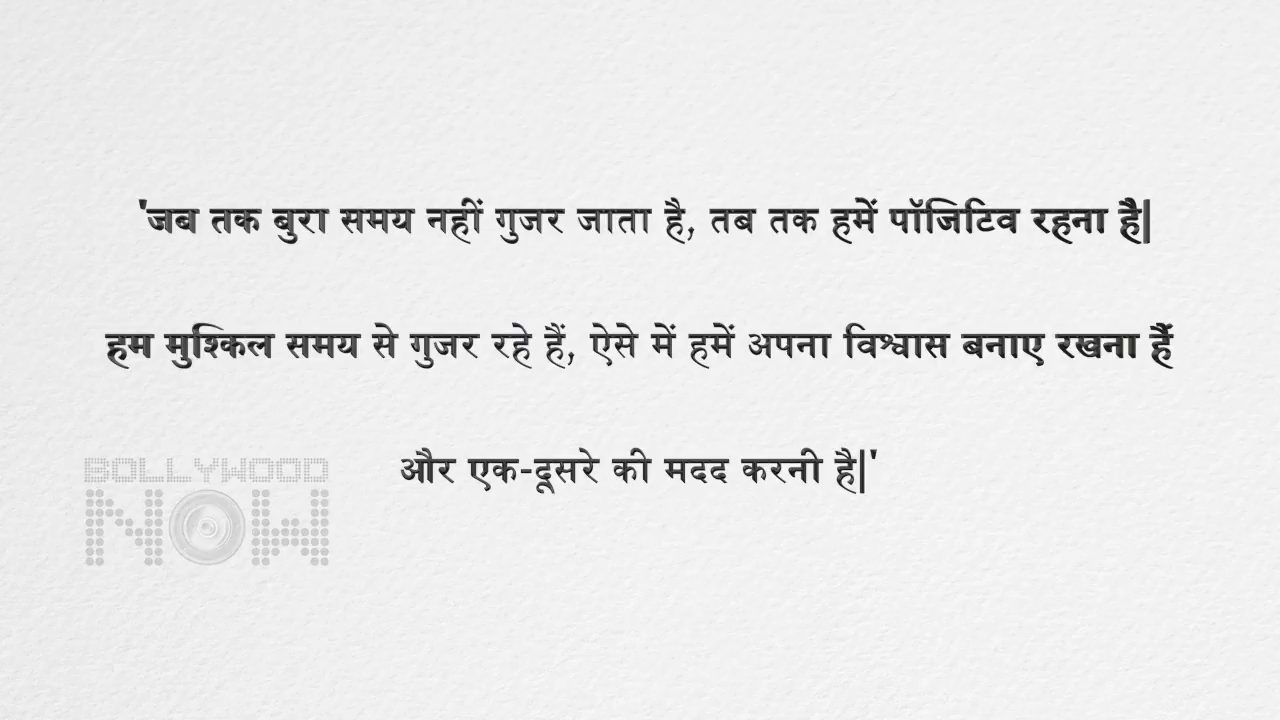 'जब तक बुरा समय नहीं गुजर जाता है, तब तक हमें पॉजिटिव रहना है|
हम मुश्किल समय से गुजर रहे हैं, ऐसे में हमें अपना विश्वास बनाए रखना हैं
और एक-दूसरे की मदद करनी है|'
BOLLYWOOD
NOW